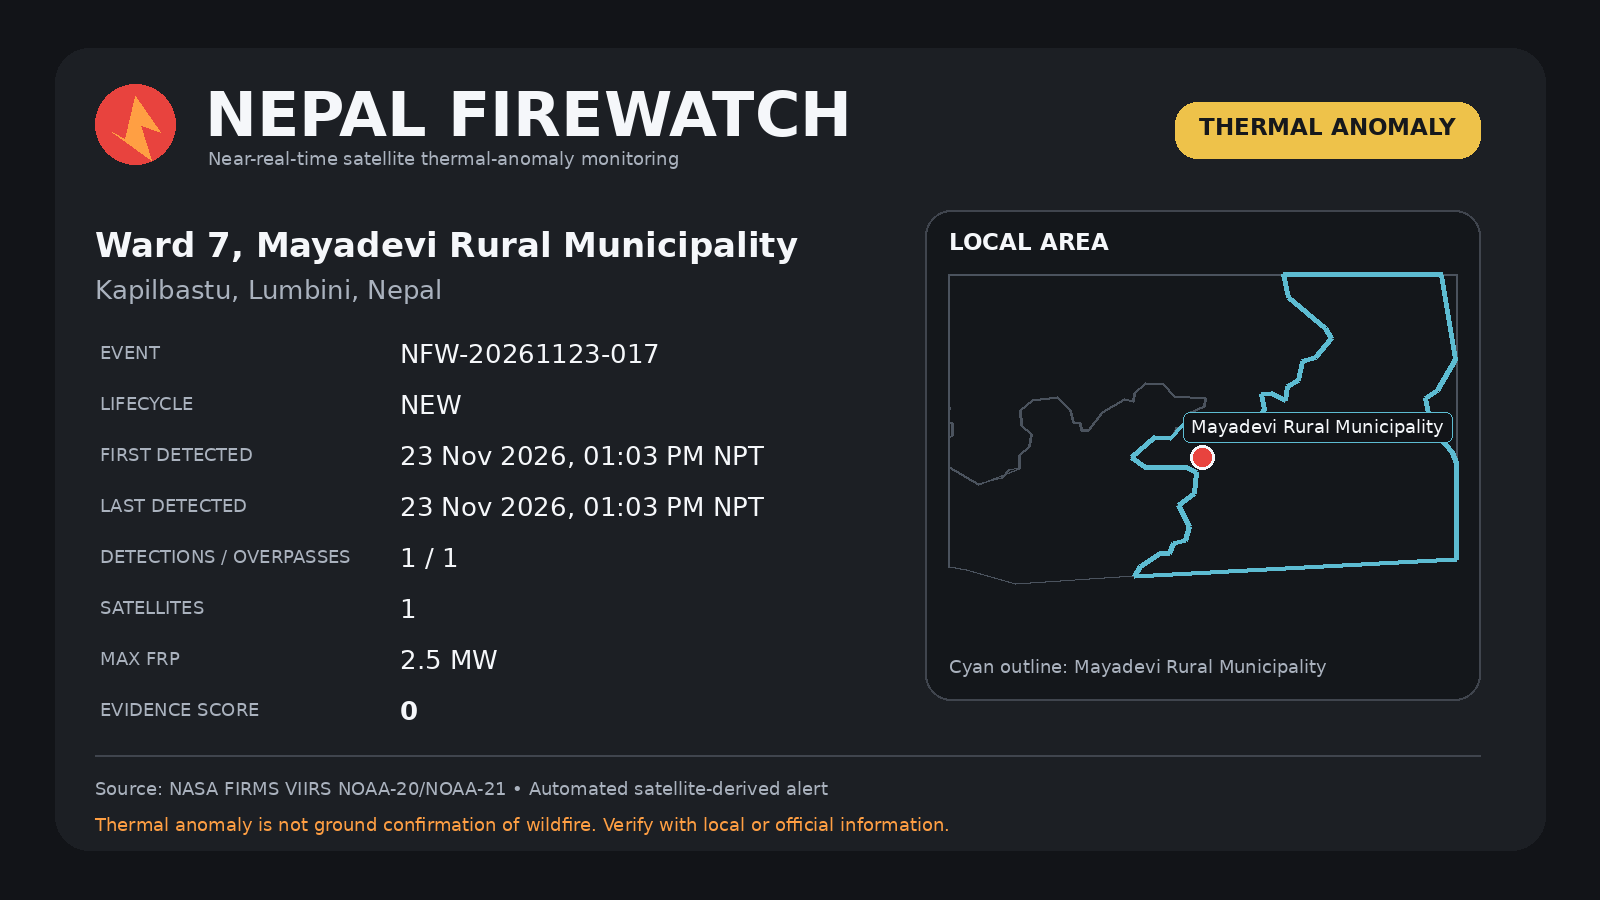 NEPAL FIREWATCH
Near-real-time satellite thermal-anomaly monitoring
THERMAL ANOMALY
Ward 7, Mayadevi Rural Municipality
Kapilbastu, Lumbini, Nepal
EVENT NFW-20261123-017
LIFECYCLE NEW
FIRST DETECTED 23 Nov 2026, 01:03 PM NPT
LAST DETECTED 23 Nov 2026, 01:03 PM NPT
DETECTIONS / OVERPASSES 1 / 1
SATELLITES 1
MAX FRP 2.5 MW
EVIDENCE SCORE 0
LOCAL AREA
Mayadevi Rural Municipality
Cyan outline: Mayadevi Rural Municipality
Source: NASA FIRMS VIIRS NOAA-20/NOAA-21 • Automated satellite-derived alert
Thermal anomaly is not ground confirmation of wildfire. Verify with local or official information.